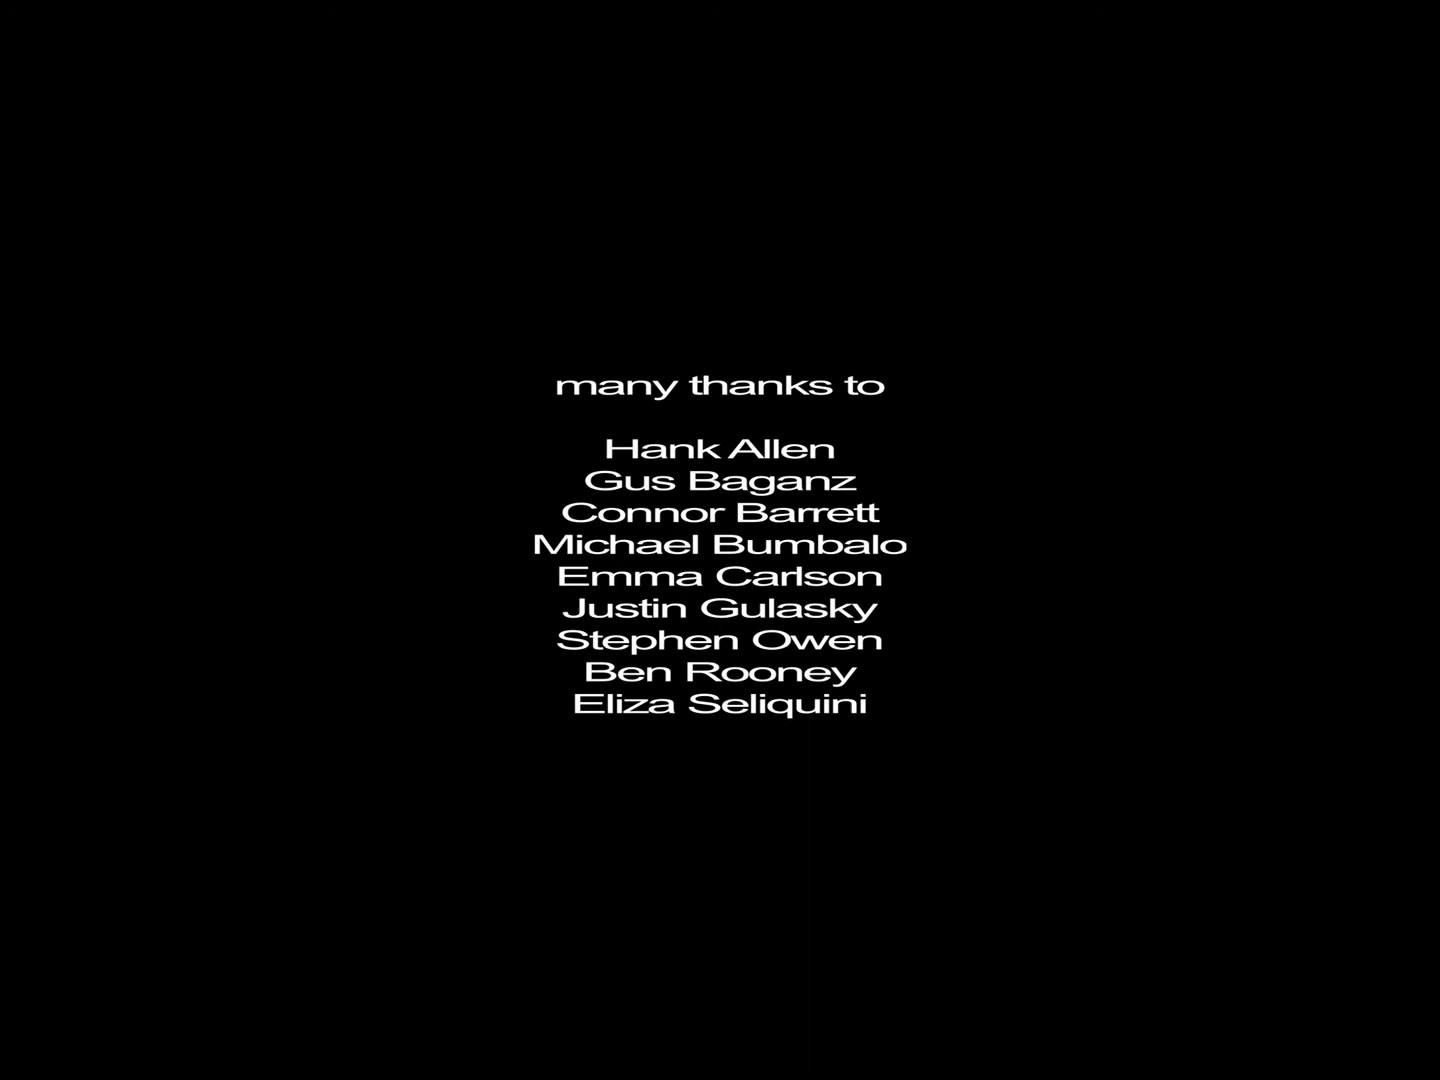 many thanks to
Hank Allen
Gus Baganz
Connor Barrett
Michael Bumbalo
Emma Carlson
Justin Gulasky
Stephen Owen
Ben Rooney
Eliza Seliquini